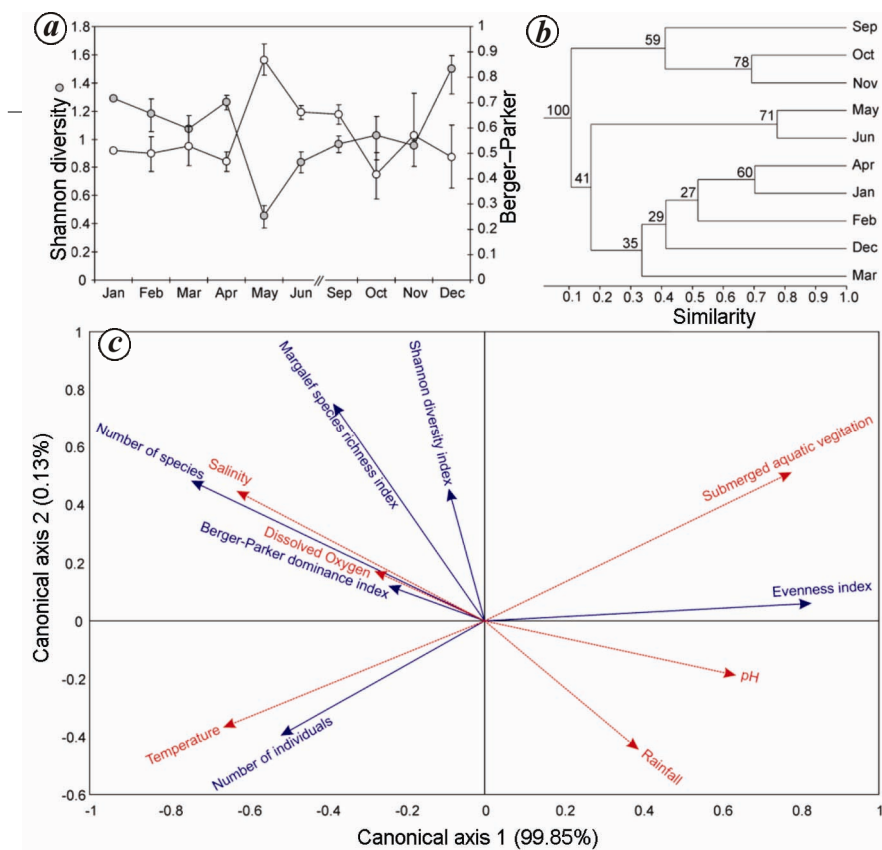 a
Shannon diversity
1.8
1.6
1.4
1.2
1
0.8
0.6
0.4
0.2
0
1
0.9
0.8
0.7
0.6
0.5
0.4
0.3
0.2
0.1
0
Berger–Parker
Jan Feb Mar Apr May Jun Sep Oct Nov Dec
b
Sep
Oct
Nov
May
Jun
Apr
Jan
Feb
Dec
Mar
59
78
100
71
60
41
27
29
35
0.1 0.2 0.3 0.4 0.5 0.6 0.7 0.8 0.9 1.0
Similarity
c
Canonical axis 2 (0.13%)
1
0.8
0.6
0.4
0.2
0
-0.2
-0.4
-0.6
Number of species
Salinity
Margalef species richness index
Shannon diversity index
Dissolved Oxygen
Berger-Parker dominance index
Submerged aquatic vegitation
Evenness index
pH
Rainfall
Temperature
Number of individuals
-1 -0.8 -0.6 -0.4 -0.2 0 0.2 0.4 0.6 0.8 1
Canonical axis 1 (99.85%)